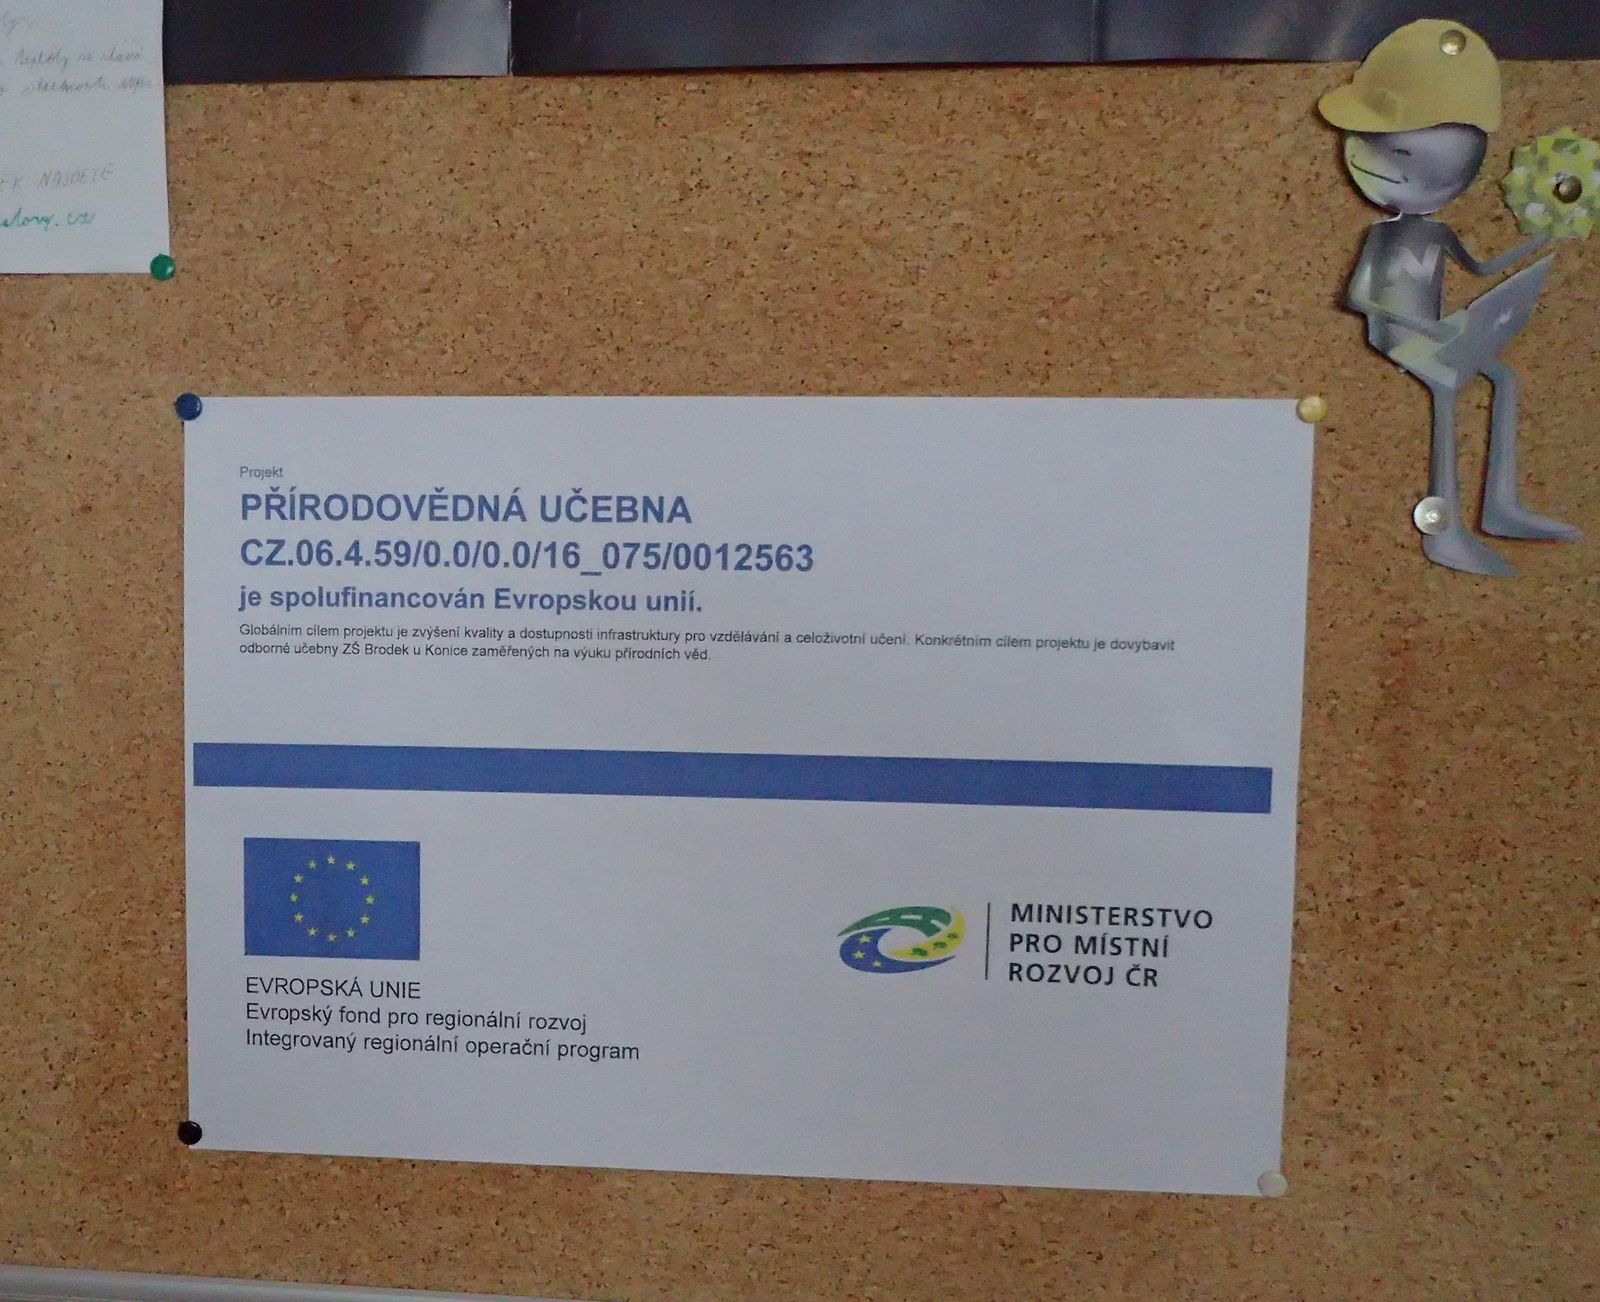 NAJDETE
Projekt
PŘÍRODOVĚDNÁ UČEBNA
CZ.06.4.59/0.0/0.0/16_075/0012563
je spolufinancován Evropskou unií.
Globálním cílem projektu je zvýšení kvality a dostupnosti infrastruktury pro vzdělávání a celoživotní učení. Konkrétním cílem projektu je dovybavit
odborné učebny ZŠ Brodek u Konice zaměřených na výuku přírodních věd.
EVROPSKÁ UNIE
Evropský fond pro regionální rozvoj
Integrovaný regionální operační program
MINISTERSTVO
PRO MÍSTNÍ
ROZVOJ ČR
N